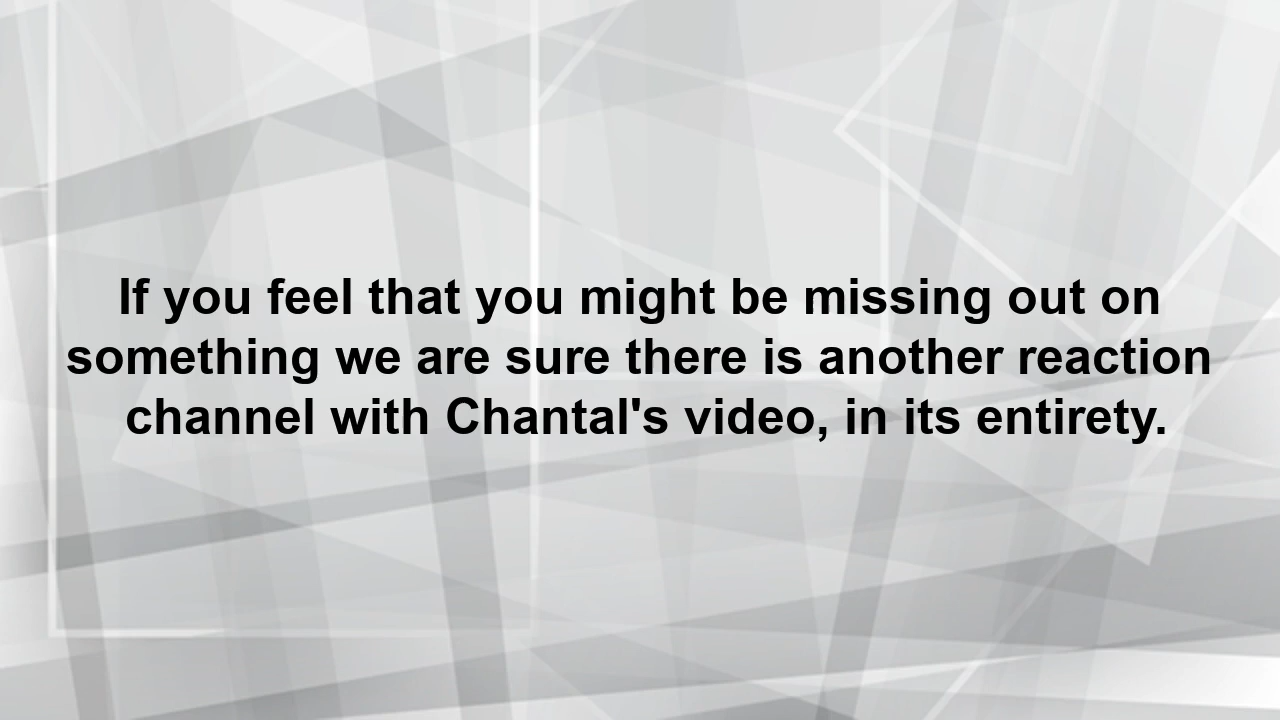 If you feel that you might be missing out on
something we are sure there is another reaction
channel with Chantal's video, in its entirety.